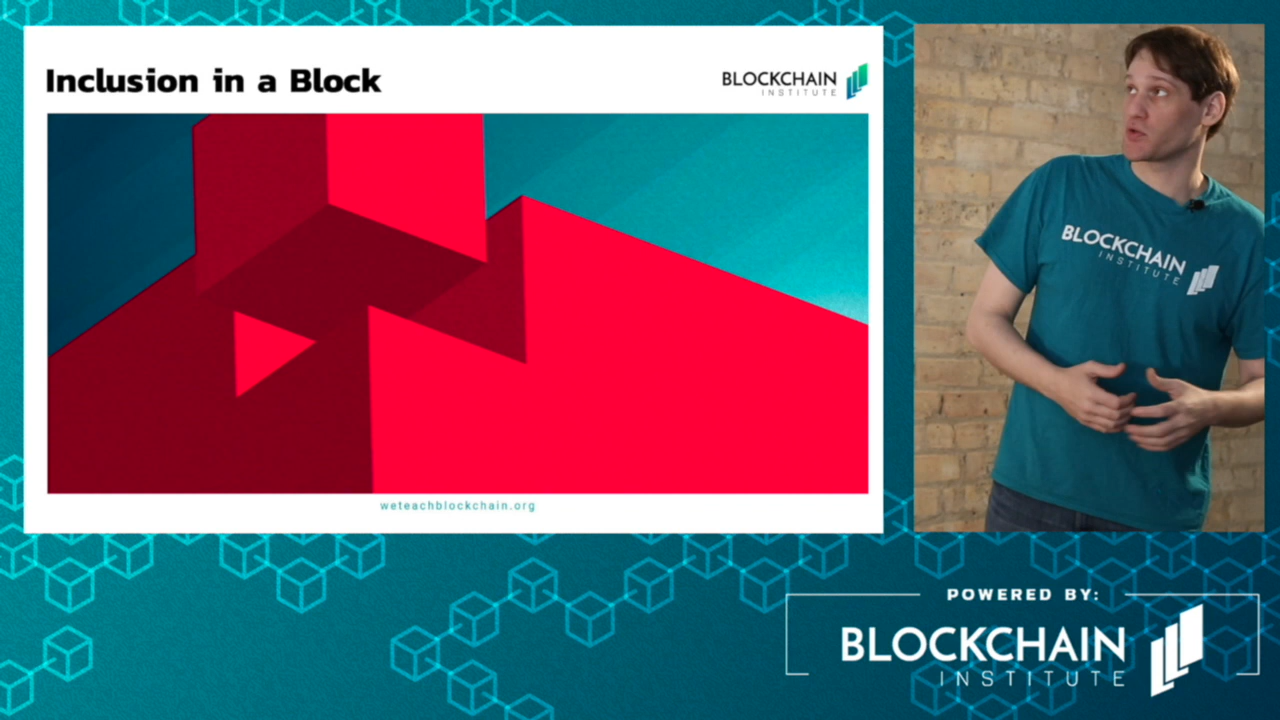 Inclusion in a Block
BLOCKCHAIN
INSTITUTE
weteachblockchain.org
BLOCKCHAIN
INSTITUTE
POWERED BY:
BLOCKCHAIN
INSTITUTE